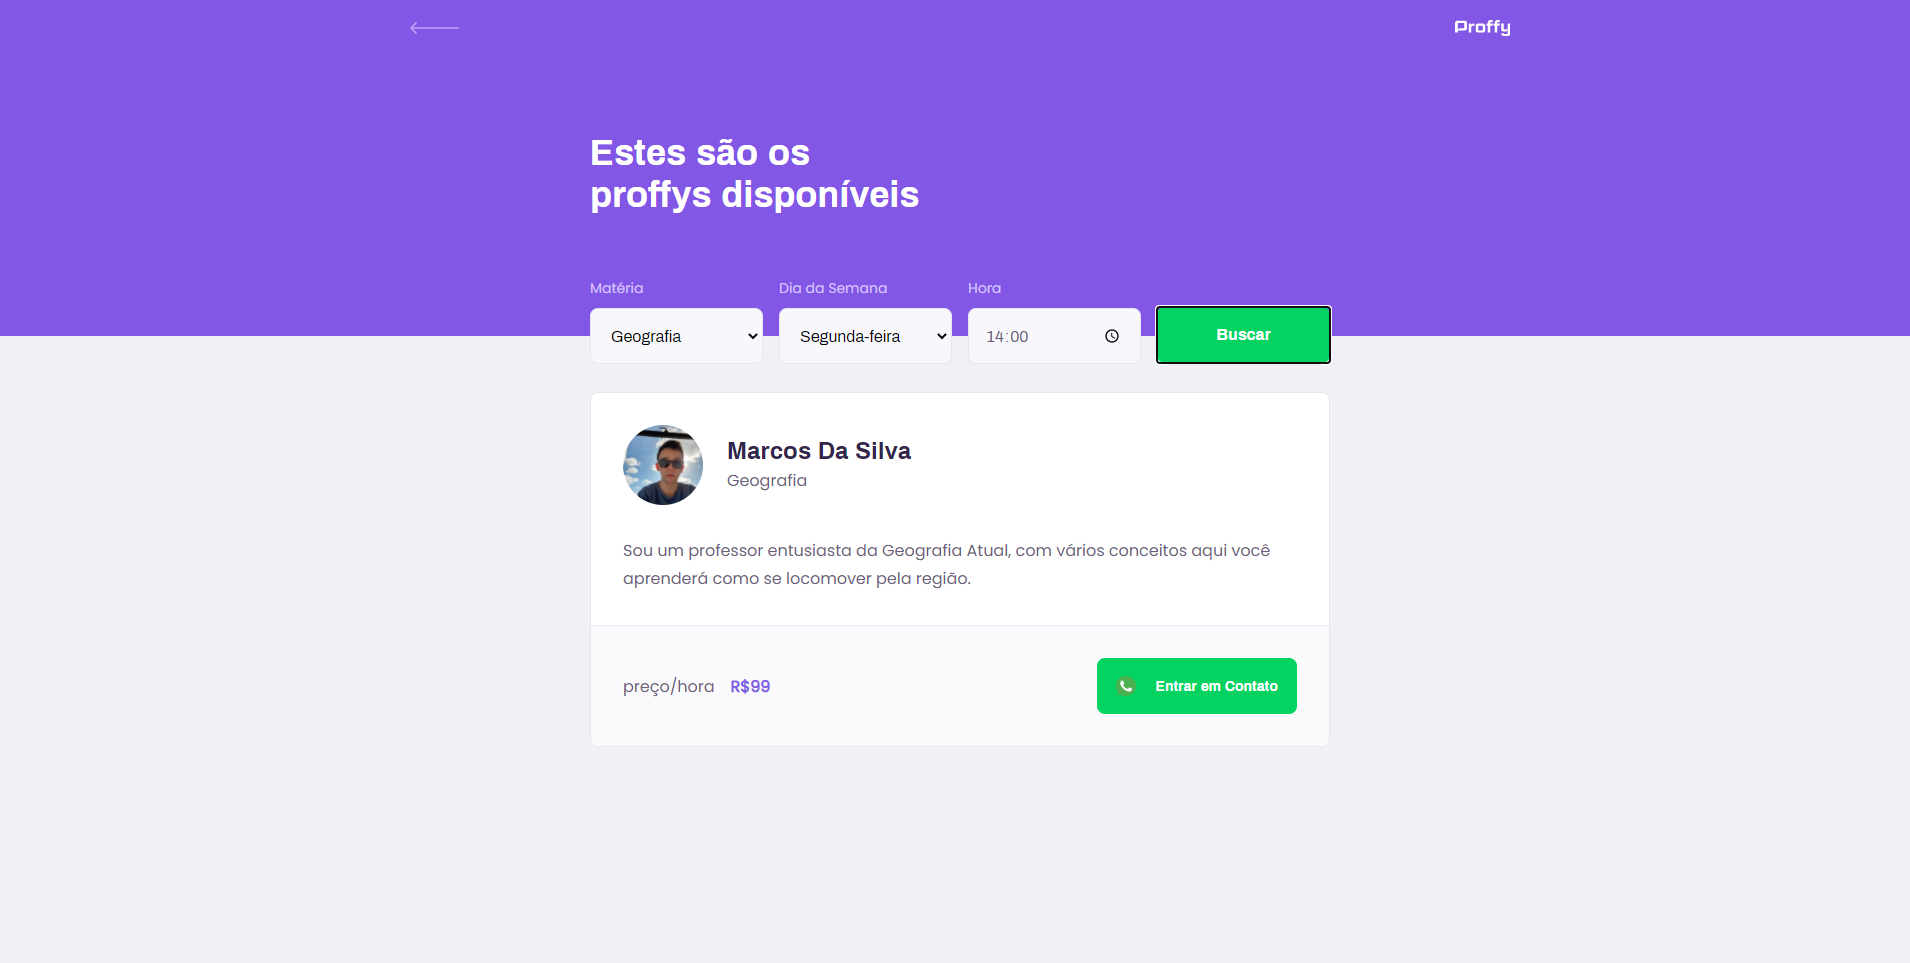 Proffy
Estes são os
proffys disponíveis
Matéria
Dia da Semana
Hora
Geografia
Segunda-feira
14:00
Buscar
Marcos Da Silva
Geografia
Sou um professor entusiasta da Geografia Atual, com vários conceitos aqui você
aprenderá como se locomover pela região.
preço/hora R$99
Entrar em Contato